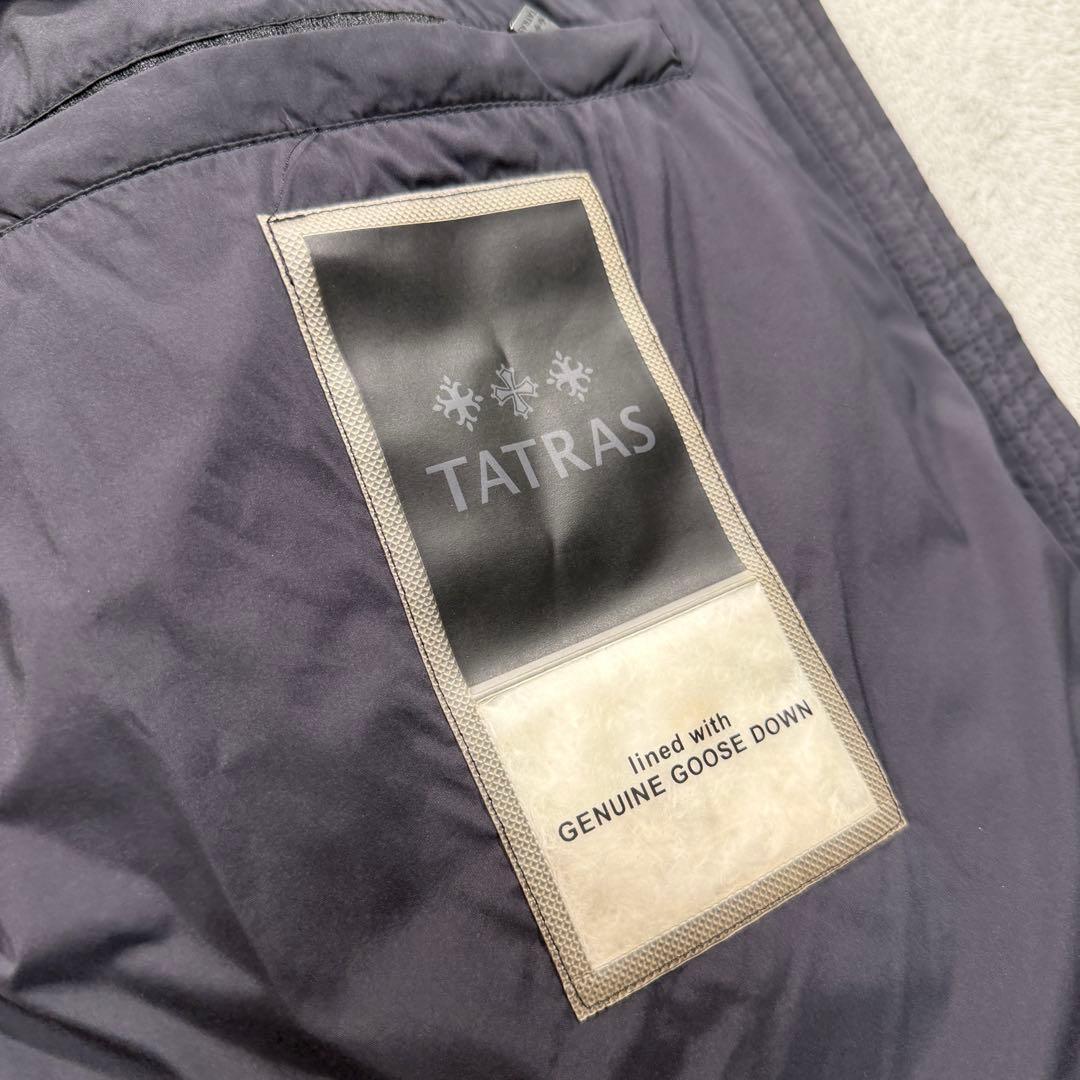 TATRAS
lined with
GENUINE GOOSE DOWN